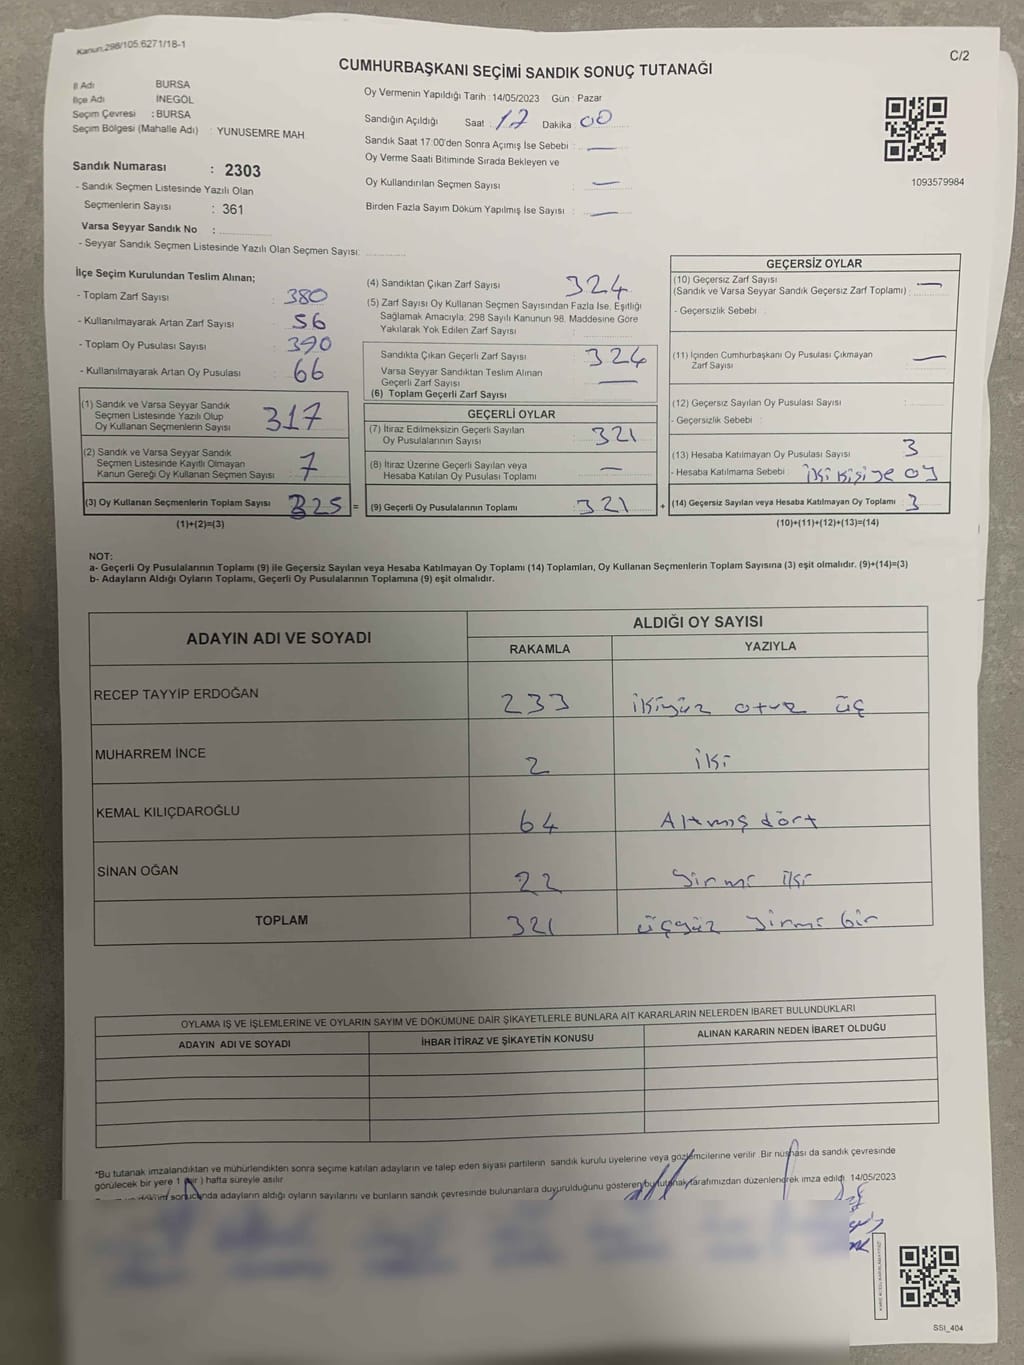 Kanun:298/105:6271/18-1
C/2
CUMHURBAŞKANI SEÇİMİ SANDIK SONUÇ TUTANAĞI
İl Adı BURSA
İlçe Adı İNEGÖL
Seçim Çevresi : BURSA
Seçim Bölgesi (Mahalle Adı) : YUNUSEMRE MAH
Sandık Numarası : 2303
- Sandık Seçmen Listesinde Yazılı Olan
Seçmenlerin Sayısı : 361
Varsa Seyyar Sandık No :
- Seyyar Sandık Seçmen Listesinde Yazılı Olan Seçmen Sayısı:
Oy Vermenin Yapıldığı Tarih : 14/05/2023 Gün : Pazar
Sandığın Açıldığı Saat : 17 Dakika : 00
Sandık Saat 17:00'den Sonra Açımış İse Sebebi : —
Oy Verme Saati Bitiminde Sırada Bekleyen ve
Oy Kullandırılan Seçmen Sayısı : —
Birden Fazla Sayım Döküm Yapılmış İse Sayısı : —
1093579984
İlçe Seçim Kurulundan Teslim Alınan;
- Toplam Zarf Sayısı : 380
- Kullanılmayarak Artan Zarf Sayısı : 56
- Toplam Oy Pusulası Sayısı : 390
- Kullanılmayarak Artan Oy Pusulası : 66
(1) Sandık ve Varsa Seyyar Sandık
Seçmen Listesinde Yazılı Olup
Oy Kullanan Seçmenlerin Sayısı 317
(2) Sandık ve Varsa Seyyar Sandık
Seçmen Listesinde Kayıtlı Olmayan
Kanun Gereği Oy Kullanan Seçmen Sayısı : 7
(3) Oy Kullanan Seçmenlerin Toplam Sayısı 325 =
(1)+(2)=(3)
(4) Sandıktan Çıkan Zarf Sayısı 324
(5) Zarf Sayısı Oy Kullanan Seçmen Sayısından Fazla İse, Eşitliği
Sağlamak Amacıyla; 298 Sayılı Kanunun 98. Maddesine Göre
Yakılarak Yok Edilen Zarf Sayısı
Sandıkta Çıkan Geçerli Zarf Sayısı 324
Varsa Seyyar Sandıktan Teslim Alınan
Geçerli Zarf Sayısı —
(6) Toplam Geçerli Zarf Sayısı
GEÇERLİ OYLAR
(7) İtiraz Edilmeksizin Geçerli Sayılan
Oy Pusulalarının Sayısı : 321
(8) İtiraz Üzerine Geçerli Sayılan veya
Hesaba Katılan Oy Pusulası Toplamı : —
(9) Geçerli Oy Pusulalarının Toplamı : 321 +
GEÇERSİZ OYLAR
(10) Geçersiz Zarf Sayısı
(Sandık ve Varsa Seyyar Sandık Geçersiz Zarf Toplamı) : —
- Geçersizlik Sebebi :
(11) İçinden Cumhurbaşkanı Oy Pusulası Çıkmayan
Zarf Sayısı : —
(12) Geçersiz Sayılan Oy Pusulası Sayısı :
- Geçersizlik Sebebi :
(13) Hesaba Katılmayan Oy Pusulası Sayısı : 3
- Hesaba Katılmama Sebebi : iki kişiye oy
(14) Geçersiz Sayılan veya Hesaba Katılmayan Oy Toplamı : 3
(10)+(11)+(12)+(13)=(14)
NOT:
a- Geçerli Oy Pusulalarının Toplamı (9) ile Geçersiz Sayılan veya Hesaba Katılmayan Oy Toplamı (14) Toplamları, Oy Kullanan Seçmenlerin Toplam Sayısına (3) eşit olmalıdır. (9)+(14)=(3)
b- Adayların Aldığı Oyların Toplamı, Geçerli Oy Pusulalarının Toplamına (9) eşit olmalıdır.
ADAYIN ADI VE SOYADI ALDIĞI OY SAYISI
RAKAMLA YAZIYLA
RECEP TAYYİP ERDOĞAN 233 ikiyüz otuz üç
MUHARREM İNCE 2 iki
KEMAL KILIÇDAROĞLU 64 Altmış dört
SİNAN OĞAN 22 yirmi iki
TOPLAM 321 üçyüz yirmi bir
OYLAMA İŞ VE İŞLEMLERİNE VE OYLARIN SAYIM VE DÖKÜMÜNE DAİR ŞİKAYETLERLE BUNLARA AİT KARARLARIN NELERDEN İBARET BULUNDUKLARI
ADAYIN ADI VE SOYADI İHBAR İTİRAZ VE ŞİKAYETİN KONUSU ALINAN KARARIN NEDEN İBARET OLDUĞU
*Bu tutanak imzalandıktan ve mühürlendikten sonra seçime katılan adayların ve talep eden siyasi partilerin sandık kurulu üyelerine veya gözlemcilerine verilir. Bir nüshası da sandık çevresinde
görülecek bir yere 1 (bir) hafta süreyle asılır.
döküm sonucunda adayların aldığı oyların sayılarını ve bunların sandık çevresinde bulunanlara duyurulduğunu gösteren bu tutanak tarafımızdan düzenlenerek imza edildi. 14/05/2023
SSI_404